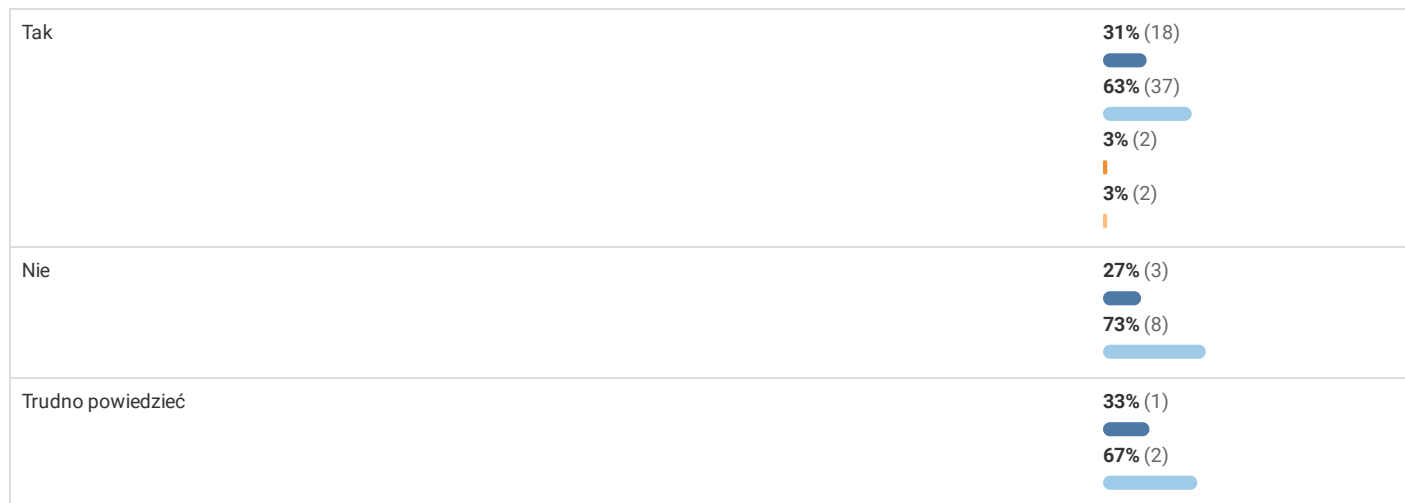 Tak
31% (18)
63% (37)
3% (2)
3% (2)
Nie
27% (3)
73% (8)
Trudno powiedzieć
33% (1)
67% (2)